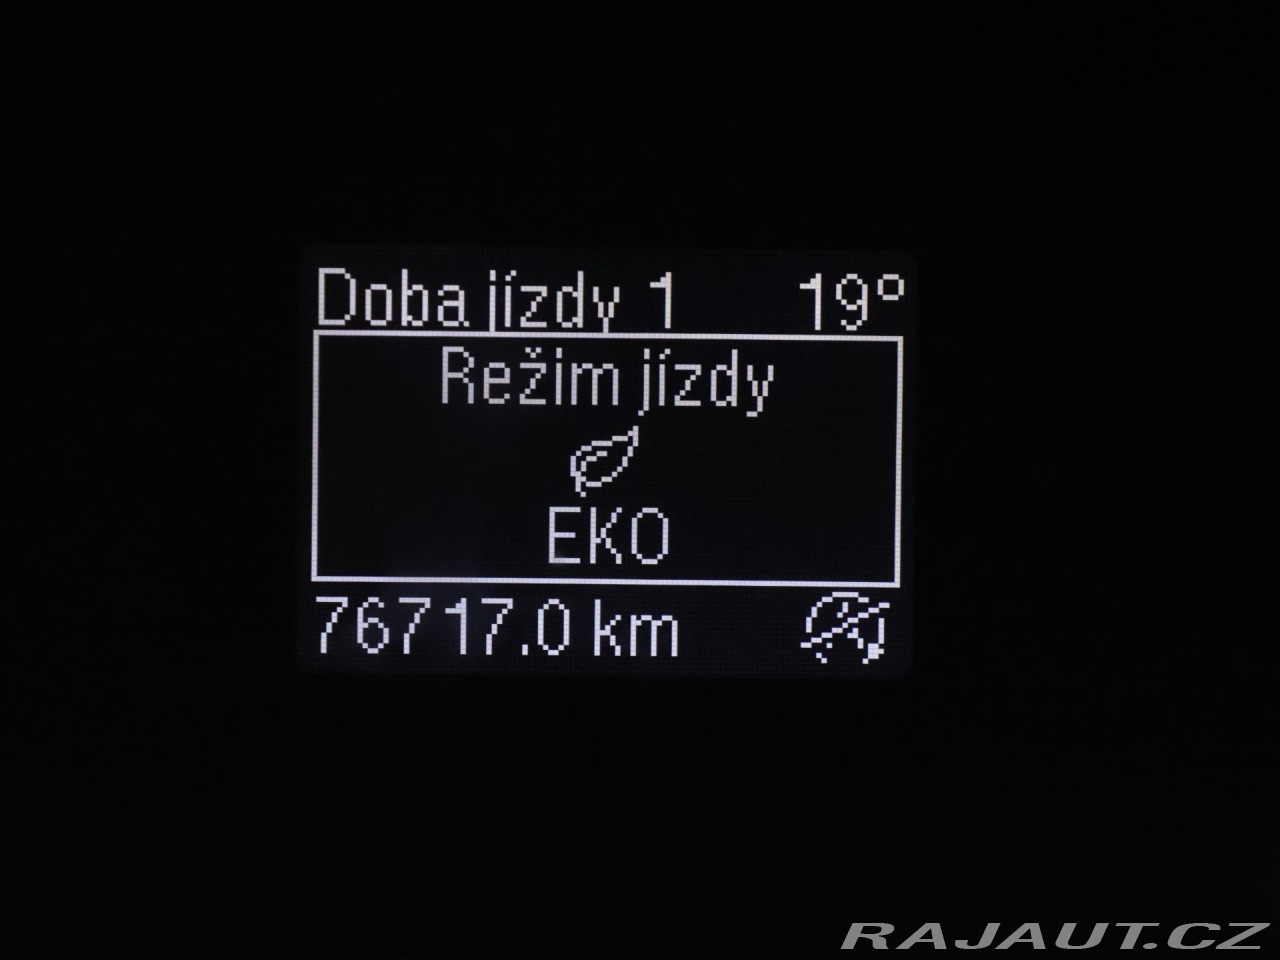 Doba jízdy 1 19°
Režim jízdy
EKO
76717.0 km
RAJAUT.CZ